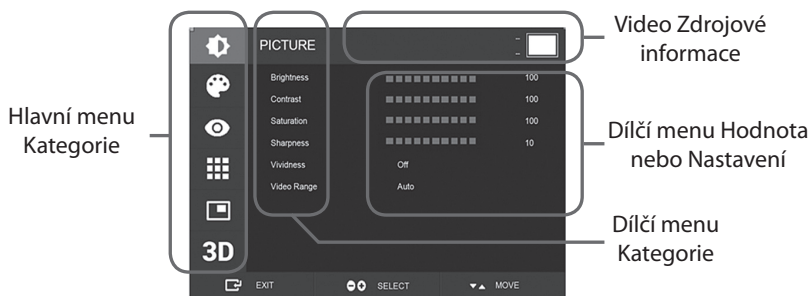 Video Zdrojové
informace
PICTURE
Brightness 100
Contrast 100
Saturation 100
Sharpness 10
Vividness Off
Video Range Auto
3D
EXIT SELECT MOVE
Hlavní menu
Kategorie
Dílčí menu Hodnota
nebo Nastavení
Dílčí menu
Kategorie